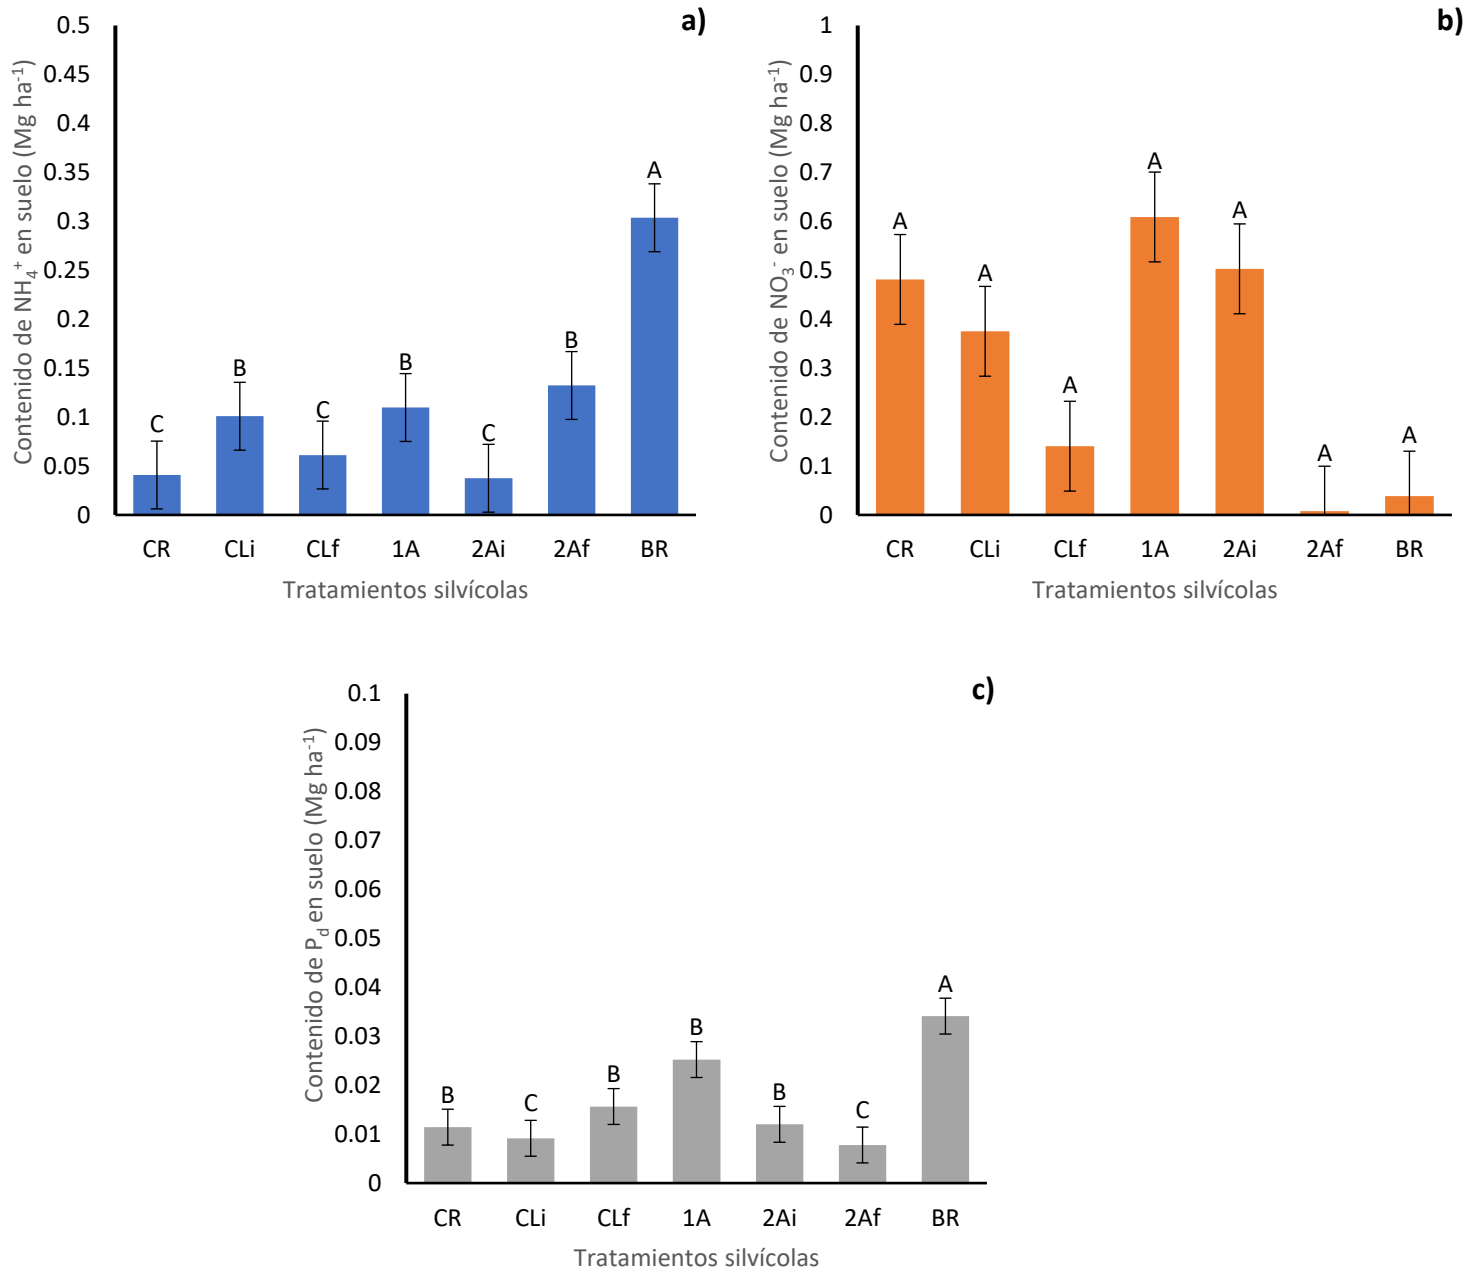 a)
Contenido de NH₄⁺ en suelo (Mg ha⁻¹)
0.5
0.45
0.4
0.35
0.3
0.25
0.2
0.15
0.1
0.05
0
C B C B C B A
CR CLi CLf 1A 2Ai 2Af BR
Tratamientos silvícolas
b)
Contenido de NO₃⁻ en suelo (Mg ha⁻¹)
1
0.9
0.8
0.7
0.6
0.5
0.4
0.3
0.2
0.1
0
A A A A A A A
CR CLi CLf 1A 2Ai 2Af BR
Tratamientos silvícolas
c)
Contenido de P_d en suelo (Mg ha⁻¹)
0.1
0.09
0.08
0.07
0.06
0.05
0.04
0.03
0.02
0.01
0
B C B B B C A
CR CLi CLf 1A 2Ai 2Af BR
Tratamientos silvícolas